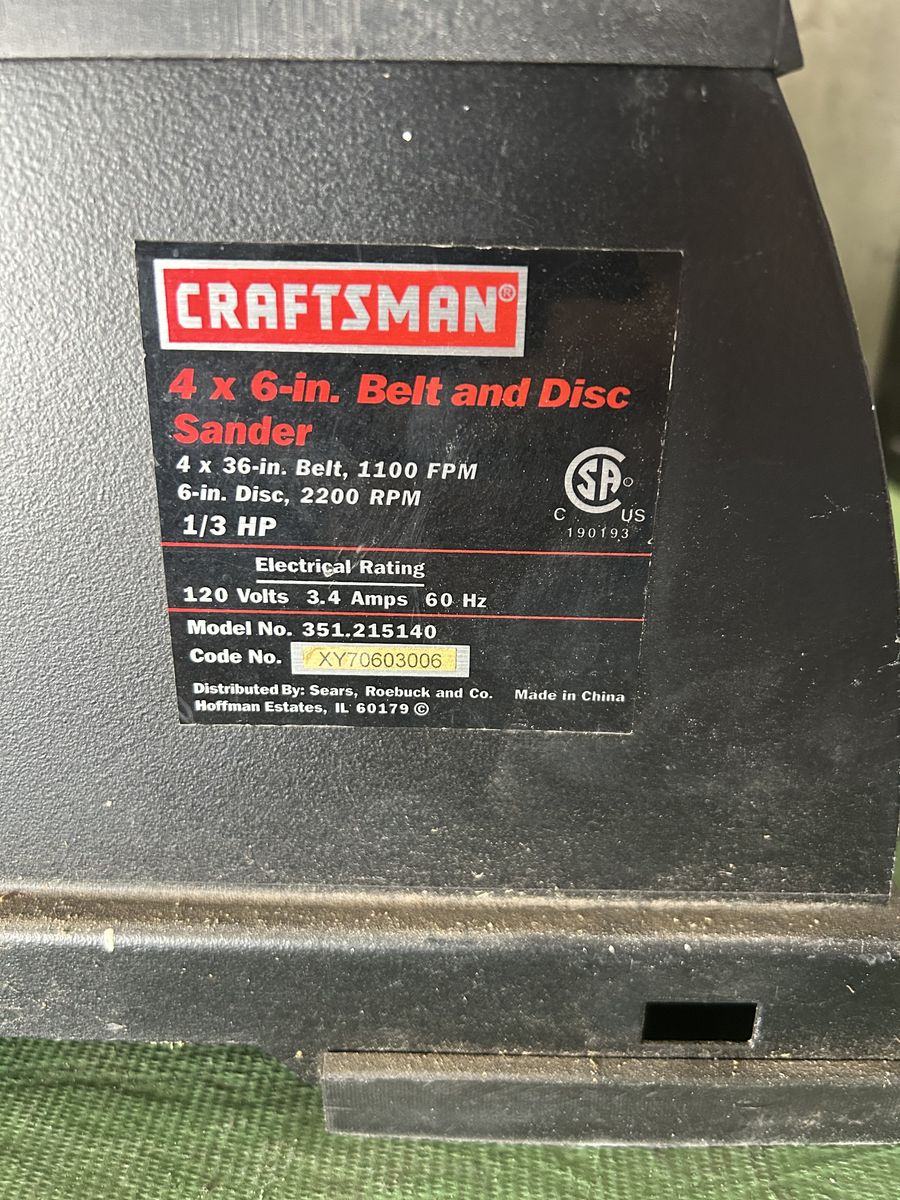 CRAFTSMAN®
4 x 6-in. Belt and Disc
Sander
4 x 36-in. Belt, 1100 FPM
6-in. Disc, 2200 RPM
1/3 HP
SA
C US
190193
Electrical Rating
120 Volts 3.4 Amps 60 Hz
Model No. 351.215140
Code No. XY70603006
Distributed By: Sears, Roebuck and Co. Made in China
Hoffman Estates, IL 60179 ©